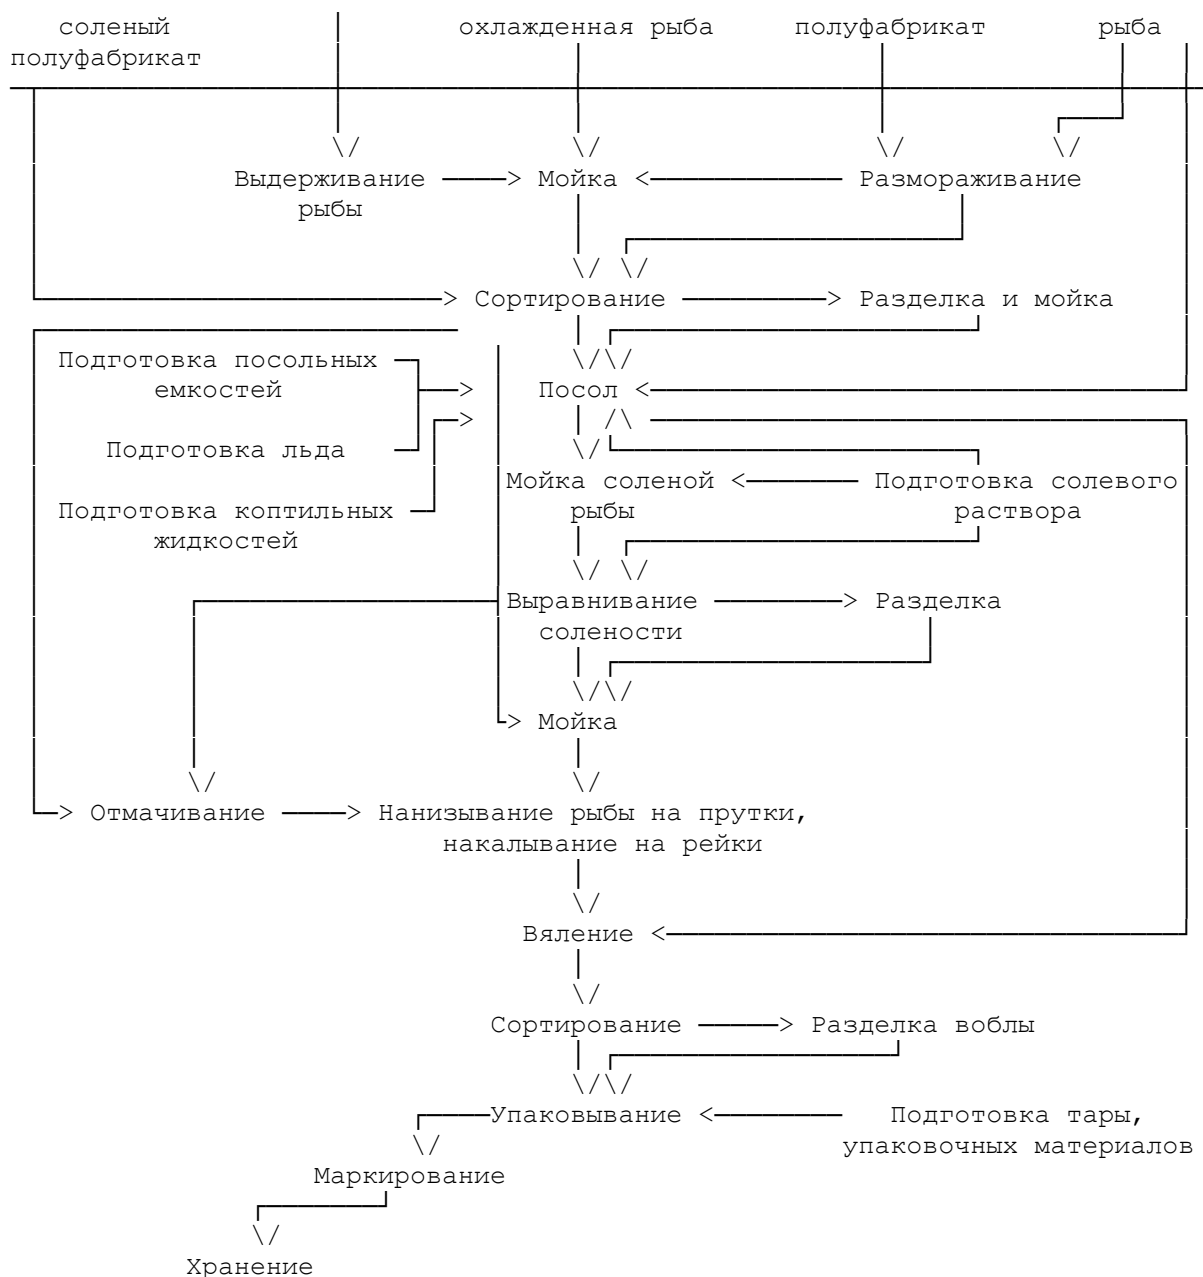 соленый охлажденная рыба полуфабрикат рыба
полуфабрикат
Выдерживание Мойка Размораживание
рыбы
Сортирование Разделка и мойка
Подготовка посольных
емкостей Посол
Подготовка льда
Мойка соленой Подготовка солевого
Подготовка коптильных рыбы раствора
жидкостей
Выравнивание Разделка
солености
Мойка
Отмачивание Нанизывание рыбы на прутки,
накалывание на рейки
Вяление
Сортирование Разделка воблы
Упаковывание Подготовка тары,
упаковочных материалов
Маркирование
Хранение